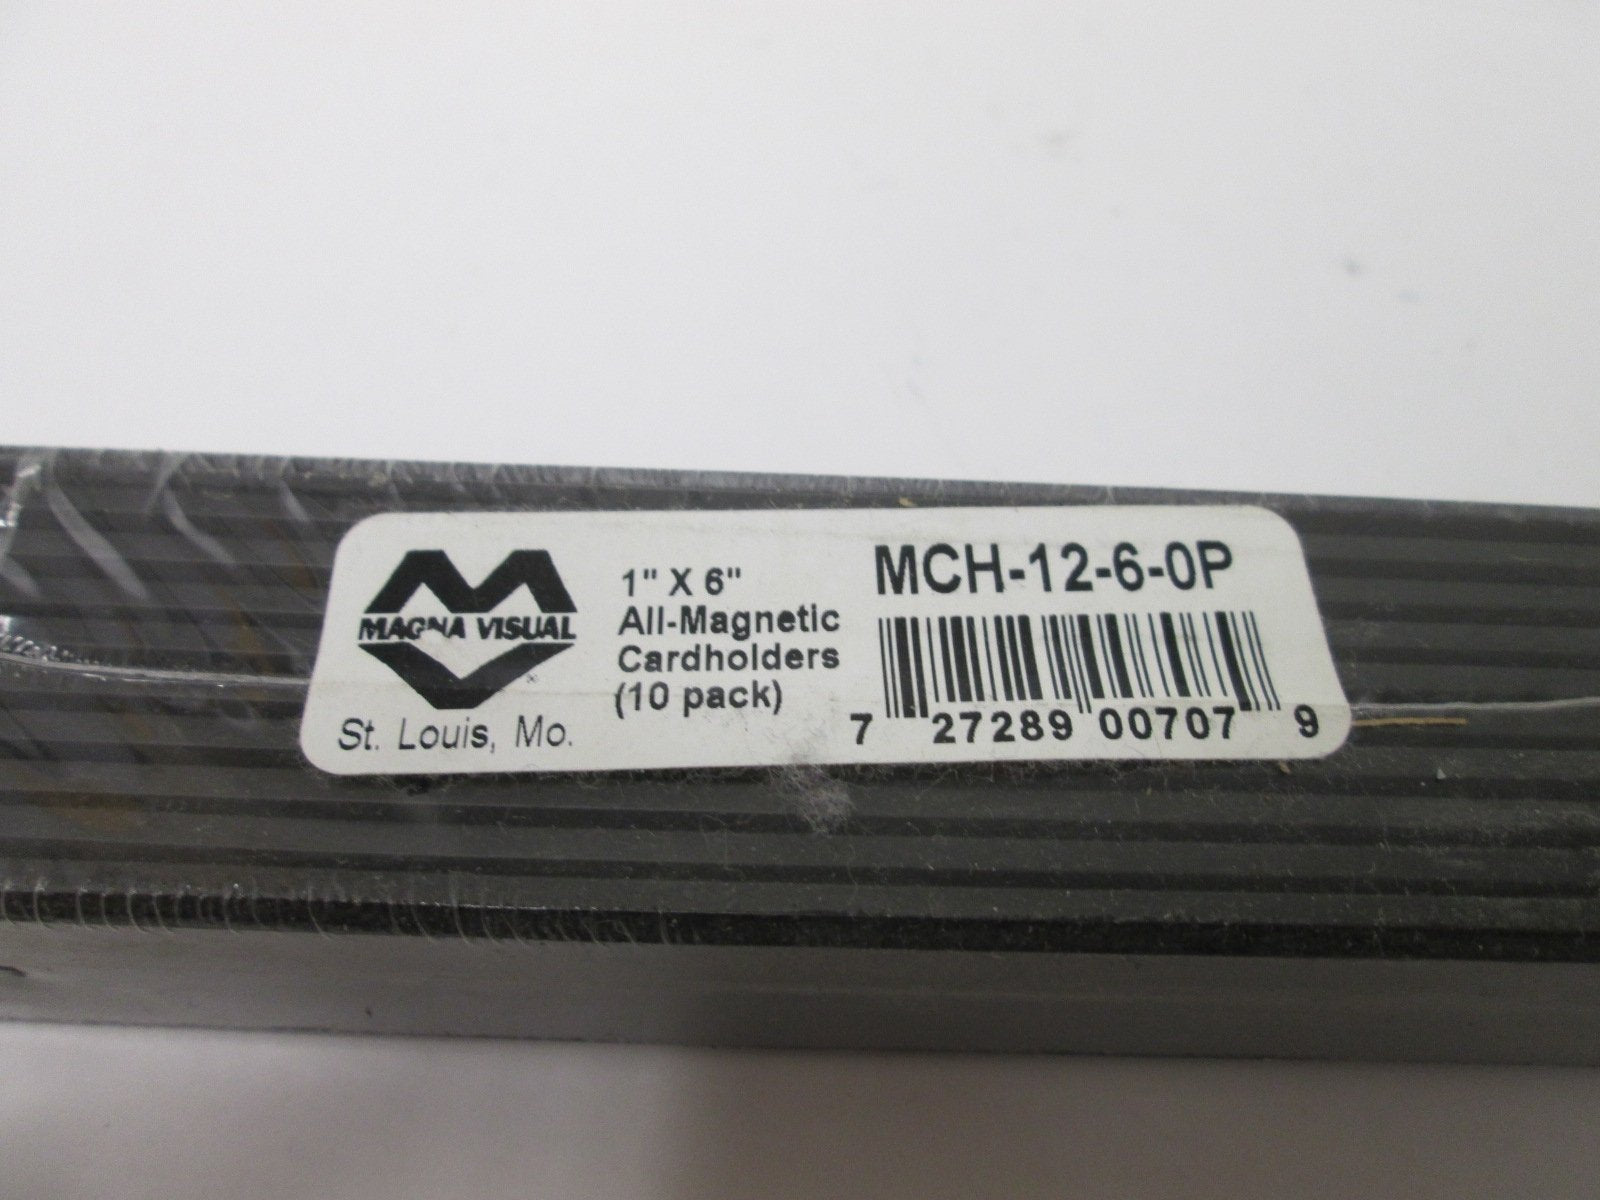 MAGNA VISUAL
®
St. Louis, Mo.
1" X 6"
All-Magnetic
Cardholders
(10 pack)
MCH-12-6-0P
7 27289 00707 9